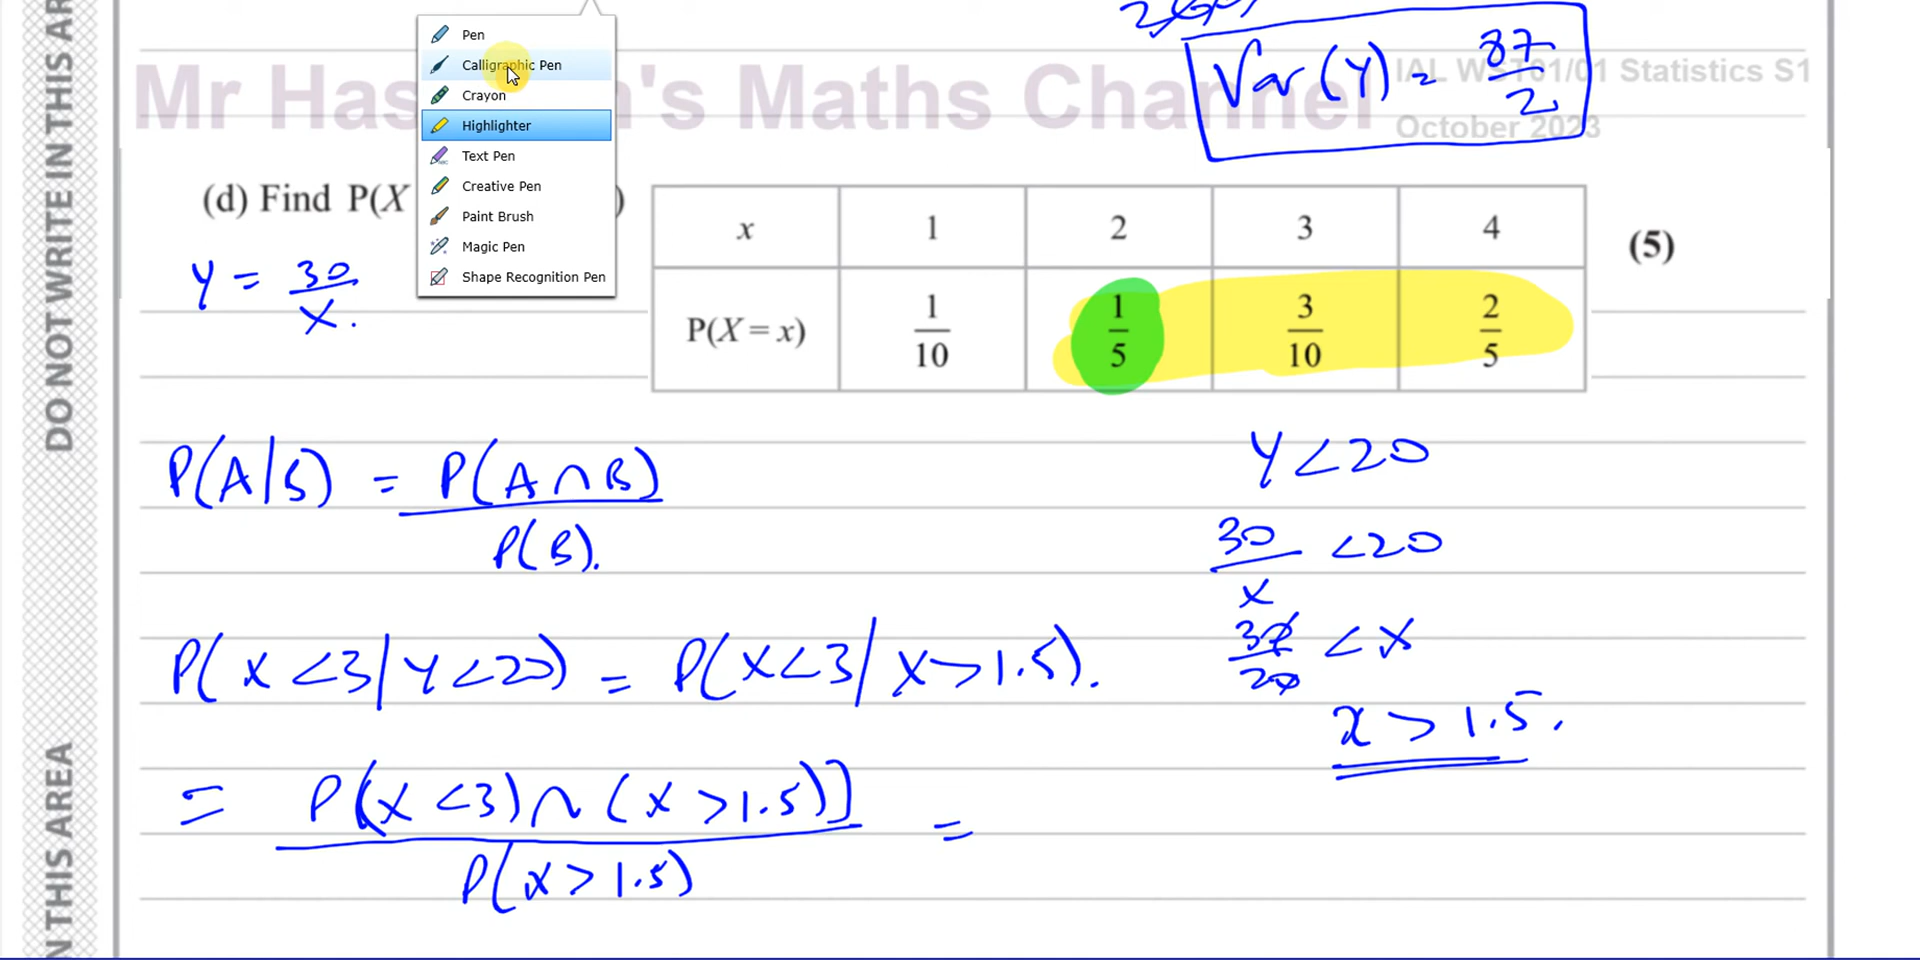 DO NOT WRITE IN THIS AR
N THIS AREA
Pen
Calligraphic Pen
Crayon
Highlighter
Text Pen
Creative Pen
Paint Brush
Magic Pen
Shape Recognition Pen
Var(Y) = 87/2
Mr Has 's Maths Channel
IAL WST01/01 Statistics S1
October 2023
(d) Find P(X )
x 1 2 3 4
P(X = x) 1/10 1/5 3/10 2/5
(5)
Y = 30/X.
P(A|B) = P(A∩B)/P(B).
Y<20
30/x <20
30/20 < x
x > 1.5.
P(X<3|Y<20) = P(X<3|X>1.5).
= P[(X<3)∩(X>1.5)]/P(X>1.5) =